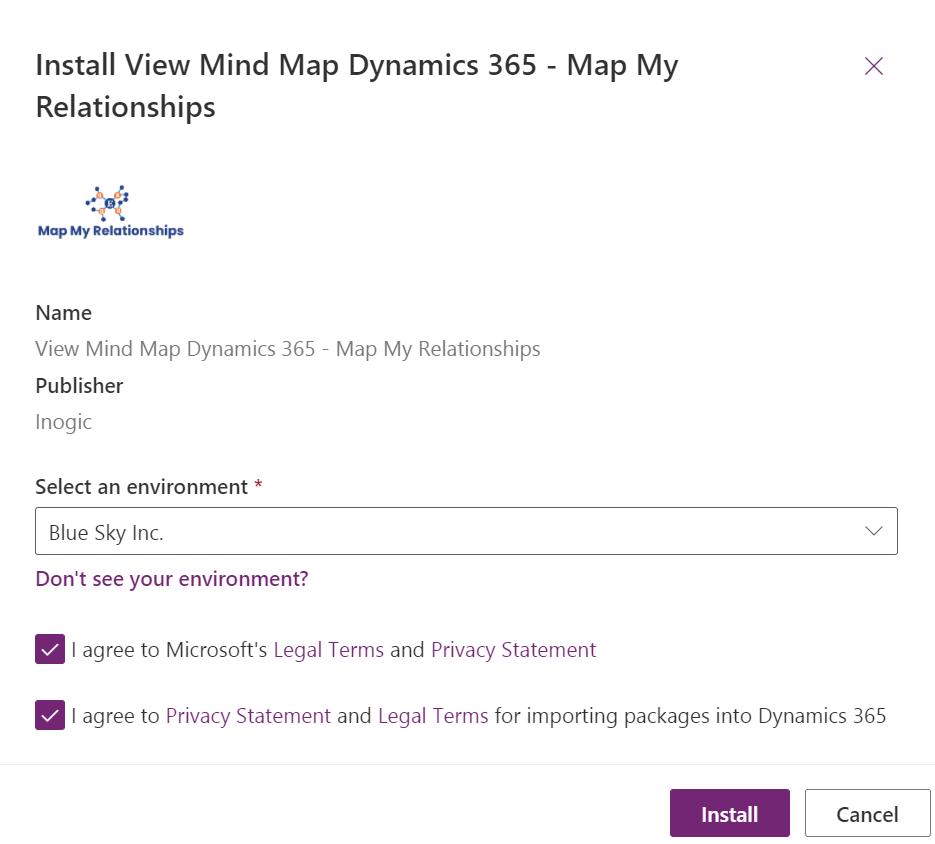 Install View Mind Map Dynamics 365 - Map My
Relationships
Map My Relationships
Name
View Mind Map Dynamics 365 - Map My Relationships
Publisher
Inogic
Select an environment *
Blue Sky Inc.
Don't see your environment?
I agree to Microsoft's Legal Terms and Privacy Statement
I agree to Privacy Statement and Legal Terms for importing packages into Dynamics 365
Install Cancel